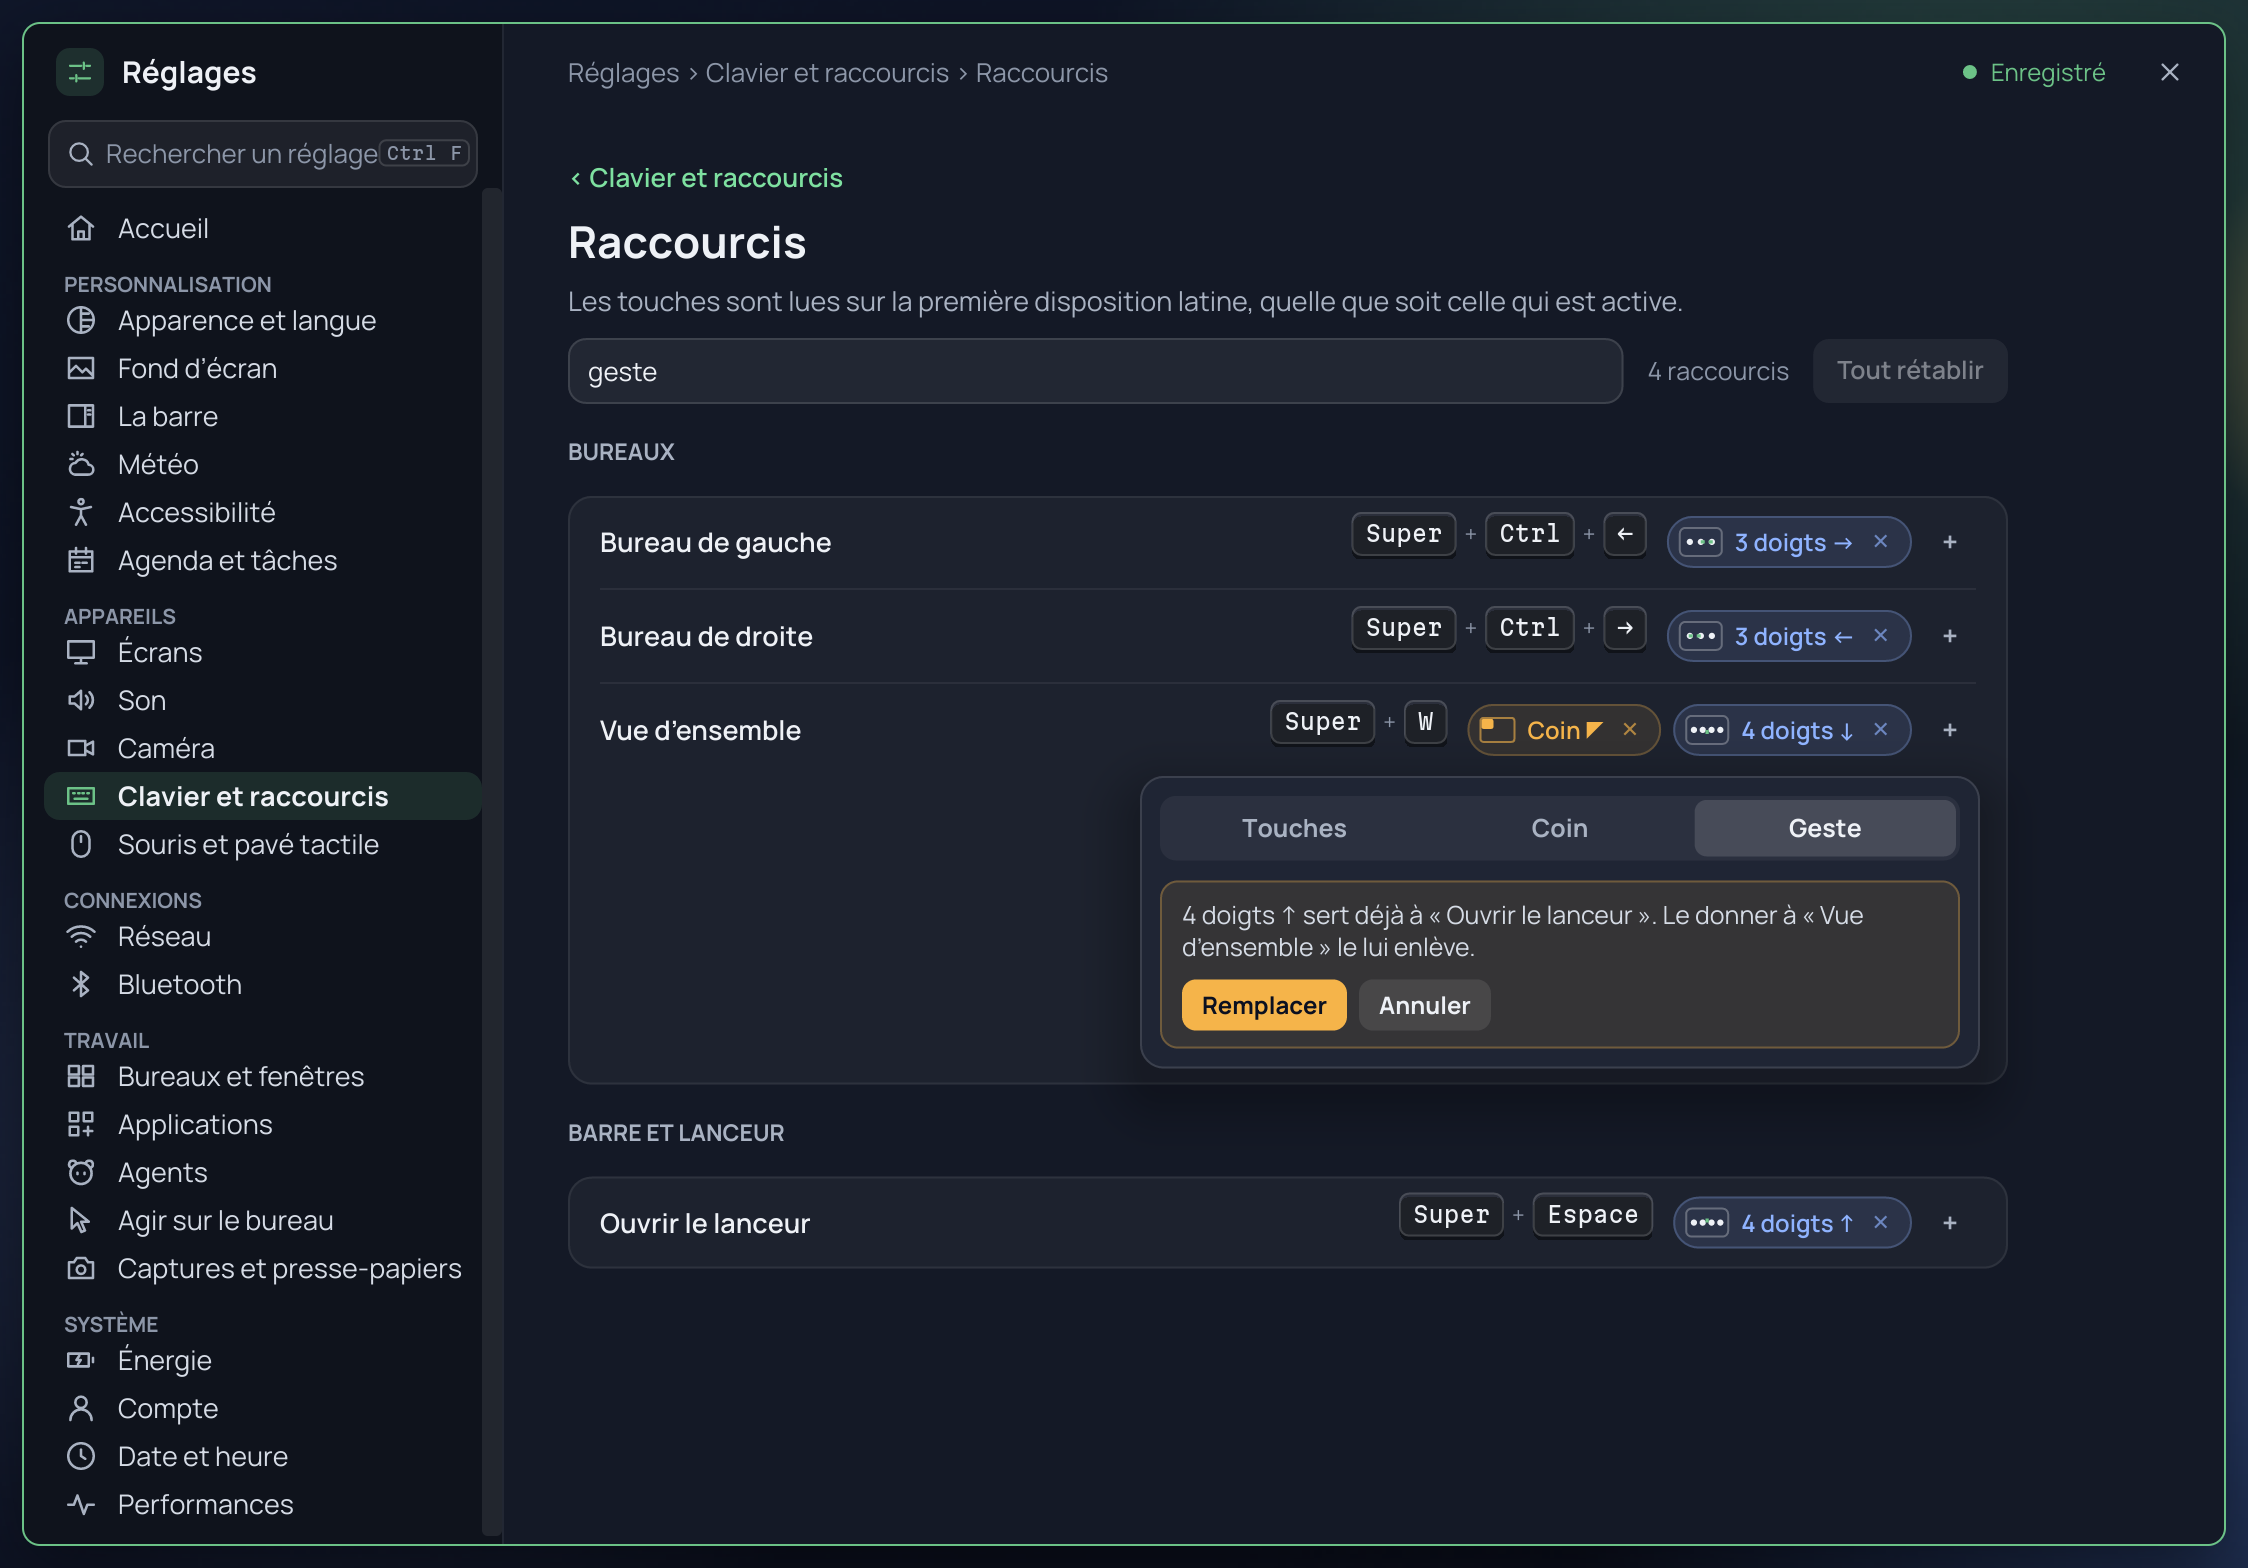 Réglages
Rechercher un réglage Ctrl F
Accueil
PERSONNALISATION
Apparence et langue
Fond d’écran
La barre
Météo
Accessibilité
Agenda et tâches
APPAREILS
Écrans
Son
Caméra
Clavier et raccourcis
Souris et pavé tactile
CONNEXIONS
Réseau
Bluetooth
TRAVAIL
Bureaux et fenêtres
Applications
Agents
Agir sur le bureau
Captures et presse-papiers
SYSTÈME
Énergie
Compte
Date et heure
Performances
Réglages › Clavier et raccourcis › Raccourcis
Enregistré ×
‹ Clavier et raccourcis
Raccourcis
Les touches sont lues sur la première disposition latine, quelle que soit celle qui est active.
geste 4 raccourcis Tout rétablir
BUREAUX
Bureau de gauche Super + Ctrl + ← 3 doigts → × +
Bureau de droite Super + Ctrl + → 3 doigts ← × +
Vue d’ensemble Super + W Coin ◤ × 4 doigts ↓ × +
Touches Coin Geste
4 doigts ↑ sert déjà à « Ouvrir le lanceur ». Le donner à « Vue
d’ensemble » le lui enlève.
Remplacer Annuler
BARRE ET LANCEUR
Ouvrir le lanceur Super + Espace 4 doigts ↑ × +